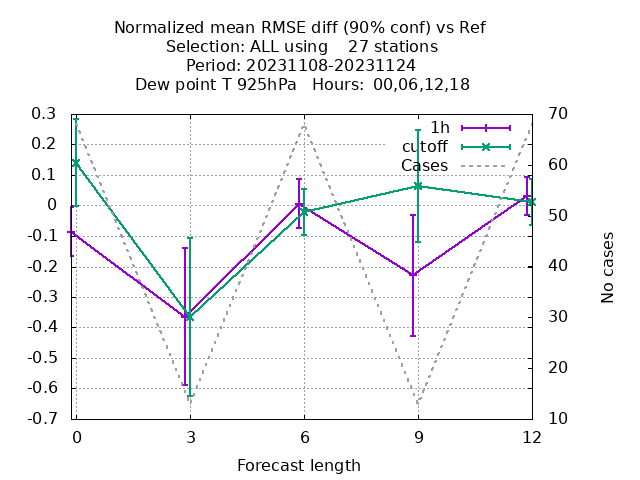 Normalized mean RMSE diff (90% conf) vs Ref
Selection: ALL using    27 stations
Period: 20231108-20231124
Dew point T 925hPa   Hours: 00,06,12,18
1h
cutoff
Cases
0.3
0.2
0.1
0
-0.1
-0.2
-0.3
-0.4
-0.5
-0.6
-0.7
70
60
50
40
30
20
10
No cases
0 3 6 9 12
Forecast length